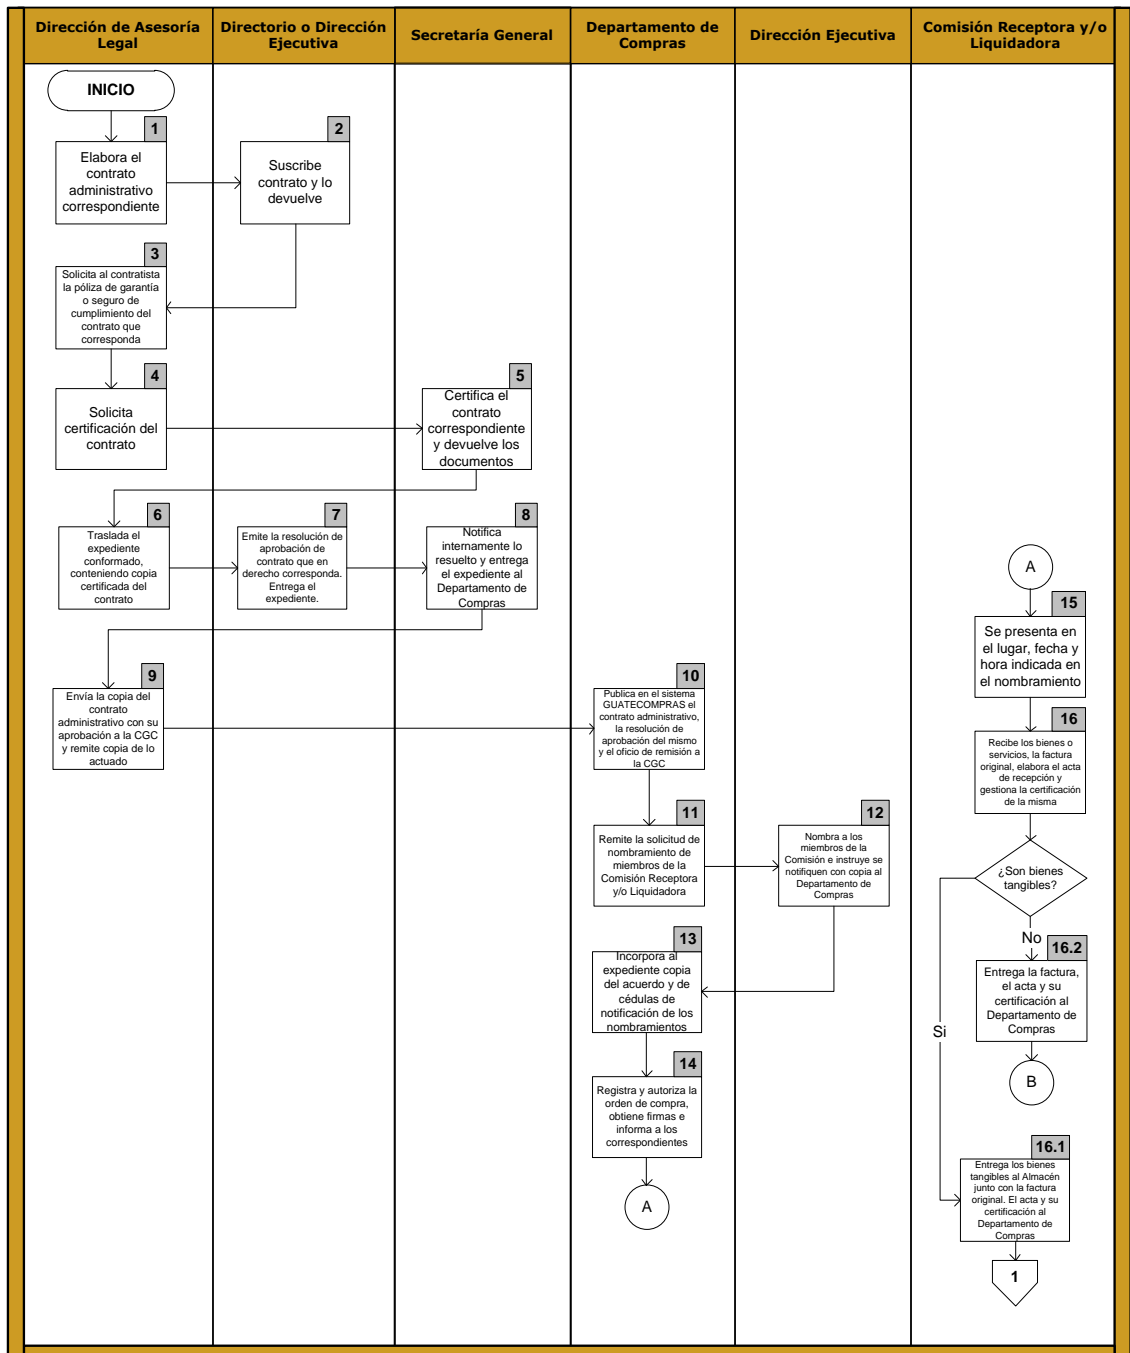 Dirección de Asesoría
Legal
Directorio o Dirección
Ejecutiva
Secretaría General
Departamento de
Compras
Dirección Ejecutiva
Comisión Receptora y/o
Liquidadora
INICIO
1
Elabora el
contrato
administrativo
correspondiente
2
Suscribe
contrato y lo
devuelve
3
Solicita al contratista
la póliza de garantía
o seguro de
cumplimiento del
contrato que
corresponda
4
Solicita
certificación del
contrato
5
Certifica el
contrato
correspondiente
y devuelve los
documentos
6
Traslada el
expediente
conformado,
conteniendo copia
certificada del
contrato
7
Emite la resolución de
aprobación de
contrato que en
derecho corresponda.
Entrega el
expediente.
8
Notifica
internamente lo
resuelto y entrega
el expediente al
Departamento de
Compras
9
Envía la copia del
contrato
administrativo con su
aprobación a la CGC
y remite copia de lo
actuado
10
Publica en el sistema
GUATECOMPRAS el
contrato administrativo,
la resolución de
aprobación del mismo
y el oficio de remisión a
la CGC
11
Remite la solicitud de
nombramiento de
miembros de la
Comisión Receptora
y/o Liquidadora
12
Nombra a los
miembros de la
Comisión e instruye se
notifiquen con copia al
Departamento de
Compras
13
Incorpora al
expediente copia
del acuerdo y de
cédulas de
notificación de los
nombramientos
14
Registra y autoriza la
orden de compra,
obtiene firmas e
informa a los
correspondientes
A
A
15
Se presenta en
el lugar, fecha y
hora indicada en
el nombramiento
16
Recibe los bienes o
servicios, la factura
original, elabora el acta
de recepción y
gestiona la certificación
de la misma
¿Son bienes
tangibles?
No
16.2
Entrega la factura,
el acta y su
certificación al
Departamento de
Compras
Si
B
16.1
Entrega los bienes
tangibles al Almacén
junto con la factura
original. El acta y su
certificación al
Departamento de
Compras
1